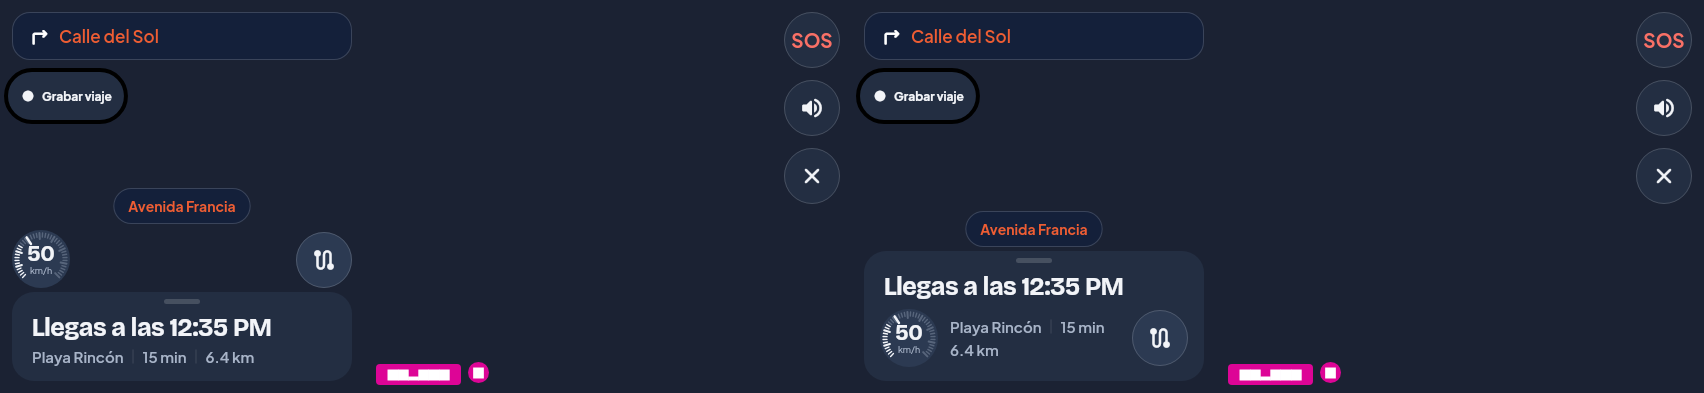 Calle del Sol
SOS
Grabar viaje
Avenida Francia
50
km/h
Llegas a las 12:35 PM
Playa Rincón | 15 min | 6.4 km
Calle del Sol
SOS
Grabar viaje
Avenida Francia
Llegas a las 12:35 PM
50
km/h
Playa Rincón | 15 min
6.4 km